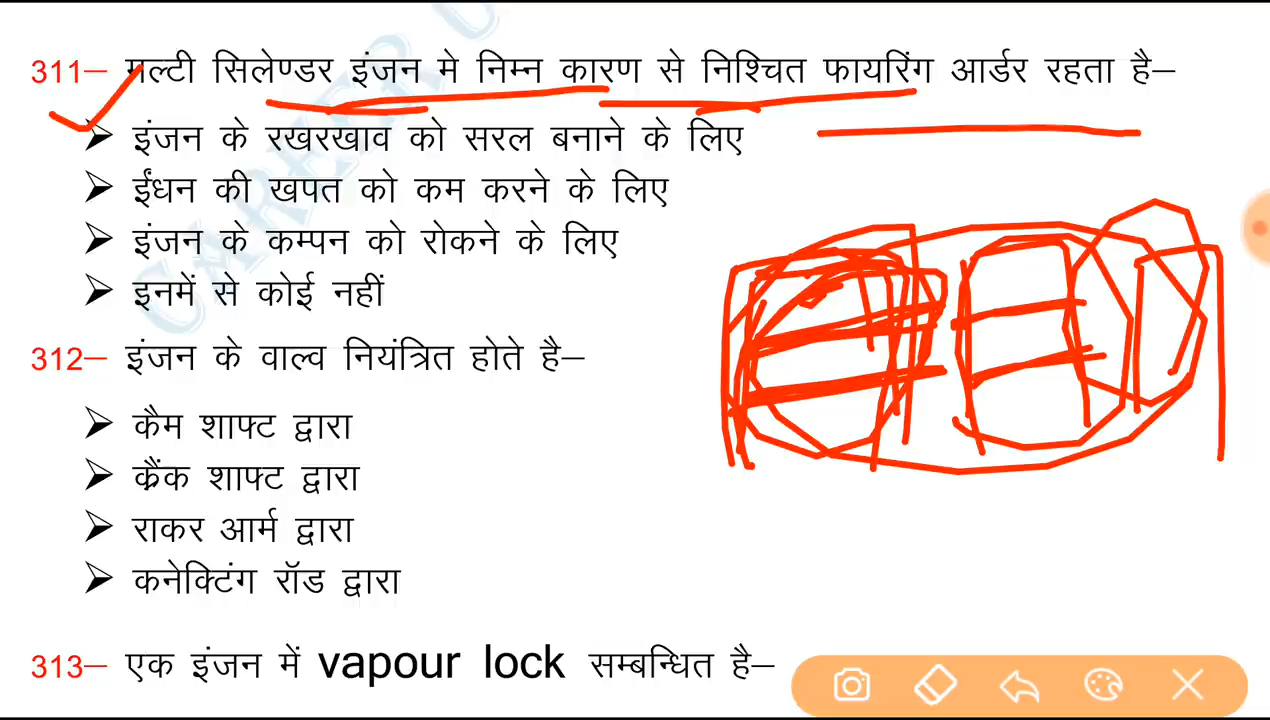 311– मल्टी सिलेण्डर इंजन मे निम्न कारण से निश्चित फायरिंग आर्डर रहता है–
➤ इंजन के रखरखाव को सरल बनाने के लिए
➤ ईंधन की खपत को कम करने के लिए
➤ इंजन के कम्पन को रोकने के लिए
➤ इनमें से कोई नहीं
312– इंजन के वाल्व नियंत्रित होते है–
➤ कैम शाफ्ट द्वारा
➤ क्रैंक शाफ्ट द्वारा
➤ राकर आर्म द्वारा
➤ कनेक्टिंग रॉड द्वारा
313– एक इंजन में vapour lock सम्बन्धित है–
CAREER U